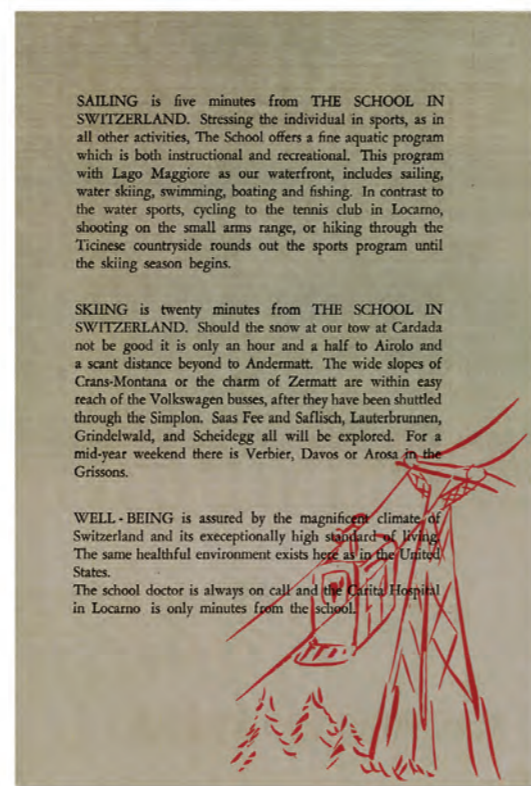 SAILING is five minutes from THE SCHOOL IN
SWITZERLAND. Stressing the individual in sports, as in
all other activities, The School offers a fine aquatic program
which is both instructional and recreational. This program
with Lago Maggiore as our waterfront, includes sailing,
water skiing, swimming, boating and fishing. In contrast to
the water sports, cycling to the tennis club in Locarno,
shooting on the small arms range, or hiking through the
Ticinese countryside rounds out the sports program until
the skiing season begins.
SKIING is twenty minutes from THE SCHOOL IN
SWITZERLAND. Should the snow at our tow at Cardada
not be good it is only an hour and a half to Airolo and
a scant distance beyond to Andermatt. The wide slopes of
Crans-Montana or the charm of Zermatt are within easy
reach of the Volkswagen busses, after they have been shuttled
through the Simplon. Saas Fee and Saflisch, Lauterbrunnen,
Grindelwald, and Scheidegg all will be explored. For a
mid-year weekend there is Verbier, Davos or Arosa in the
Grissons.
WELL - BEING is assured by the magnificent climate of
Switzerland and its execeptionally high standard of living.
The same healthful environment exists here as in the United
States.
The school doctor is always on call and the Carita Hospital
in Locarno is only minutes from the school.